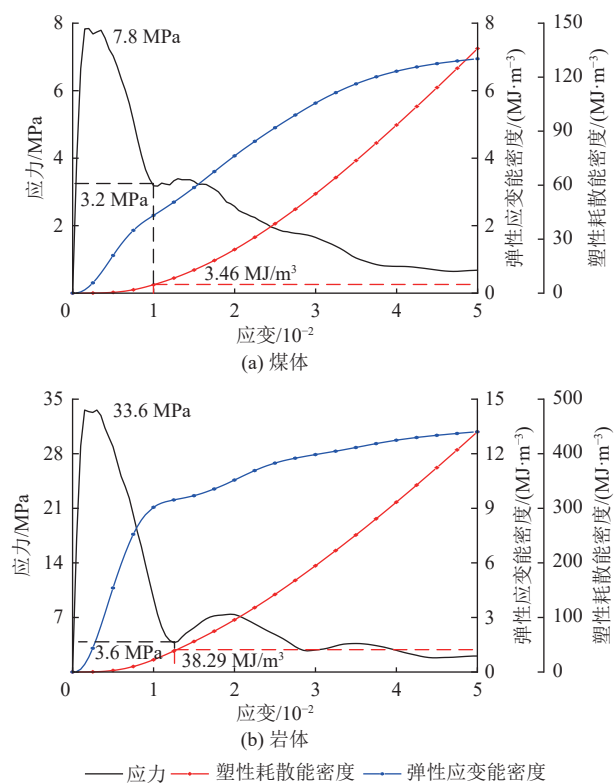 8
6
4
2
0
应力/MPa
7.8 MPa
3.2 MPa
3.46 MJ/m³
8
6
4
2
0
弹性应变能密度/(MJ·m⁻³)
150
120
90
60
30
0
塑性耗散能密度/(MJ·m⁻³)
0 1 2 3 4 5
应变/10⁻²
(a) 煤体
35
28
21
14
7
应力/MPa
33.6 MPa
3.6 MPa
38.29 MJ/m³
15
12
9
6
3
0
弹性应变能密度/(MJ·m⁻³)
500
400
300
200
100
0
塑性耗散能密度/(MJ·m⁻³)
0 1 2 3 4 5
应变/10⁻²
(b) 岩体
应力 塑性耗散能密度 弹性应变能密度